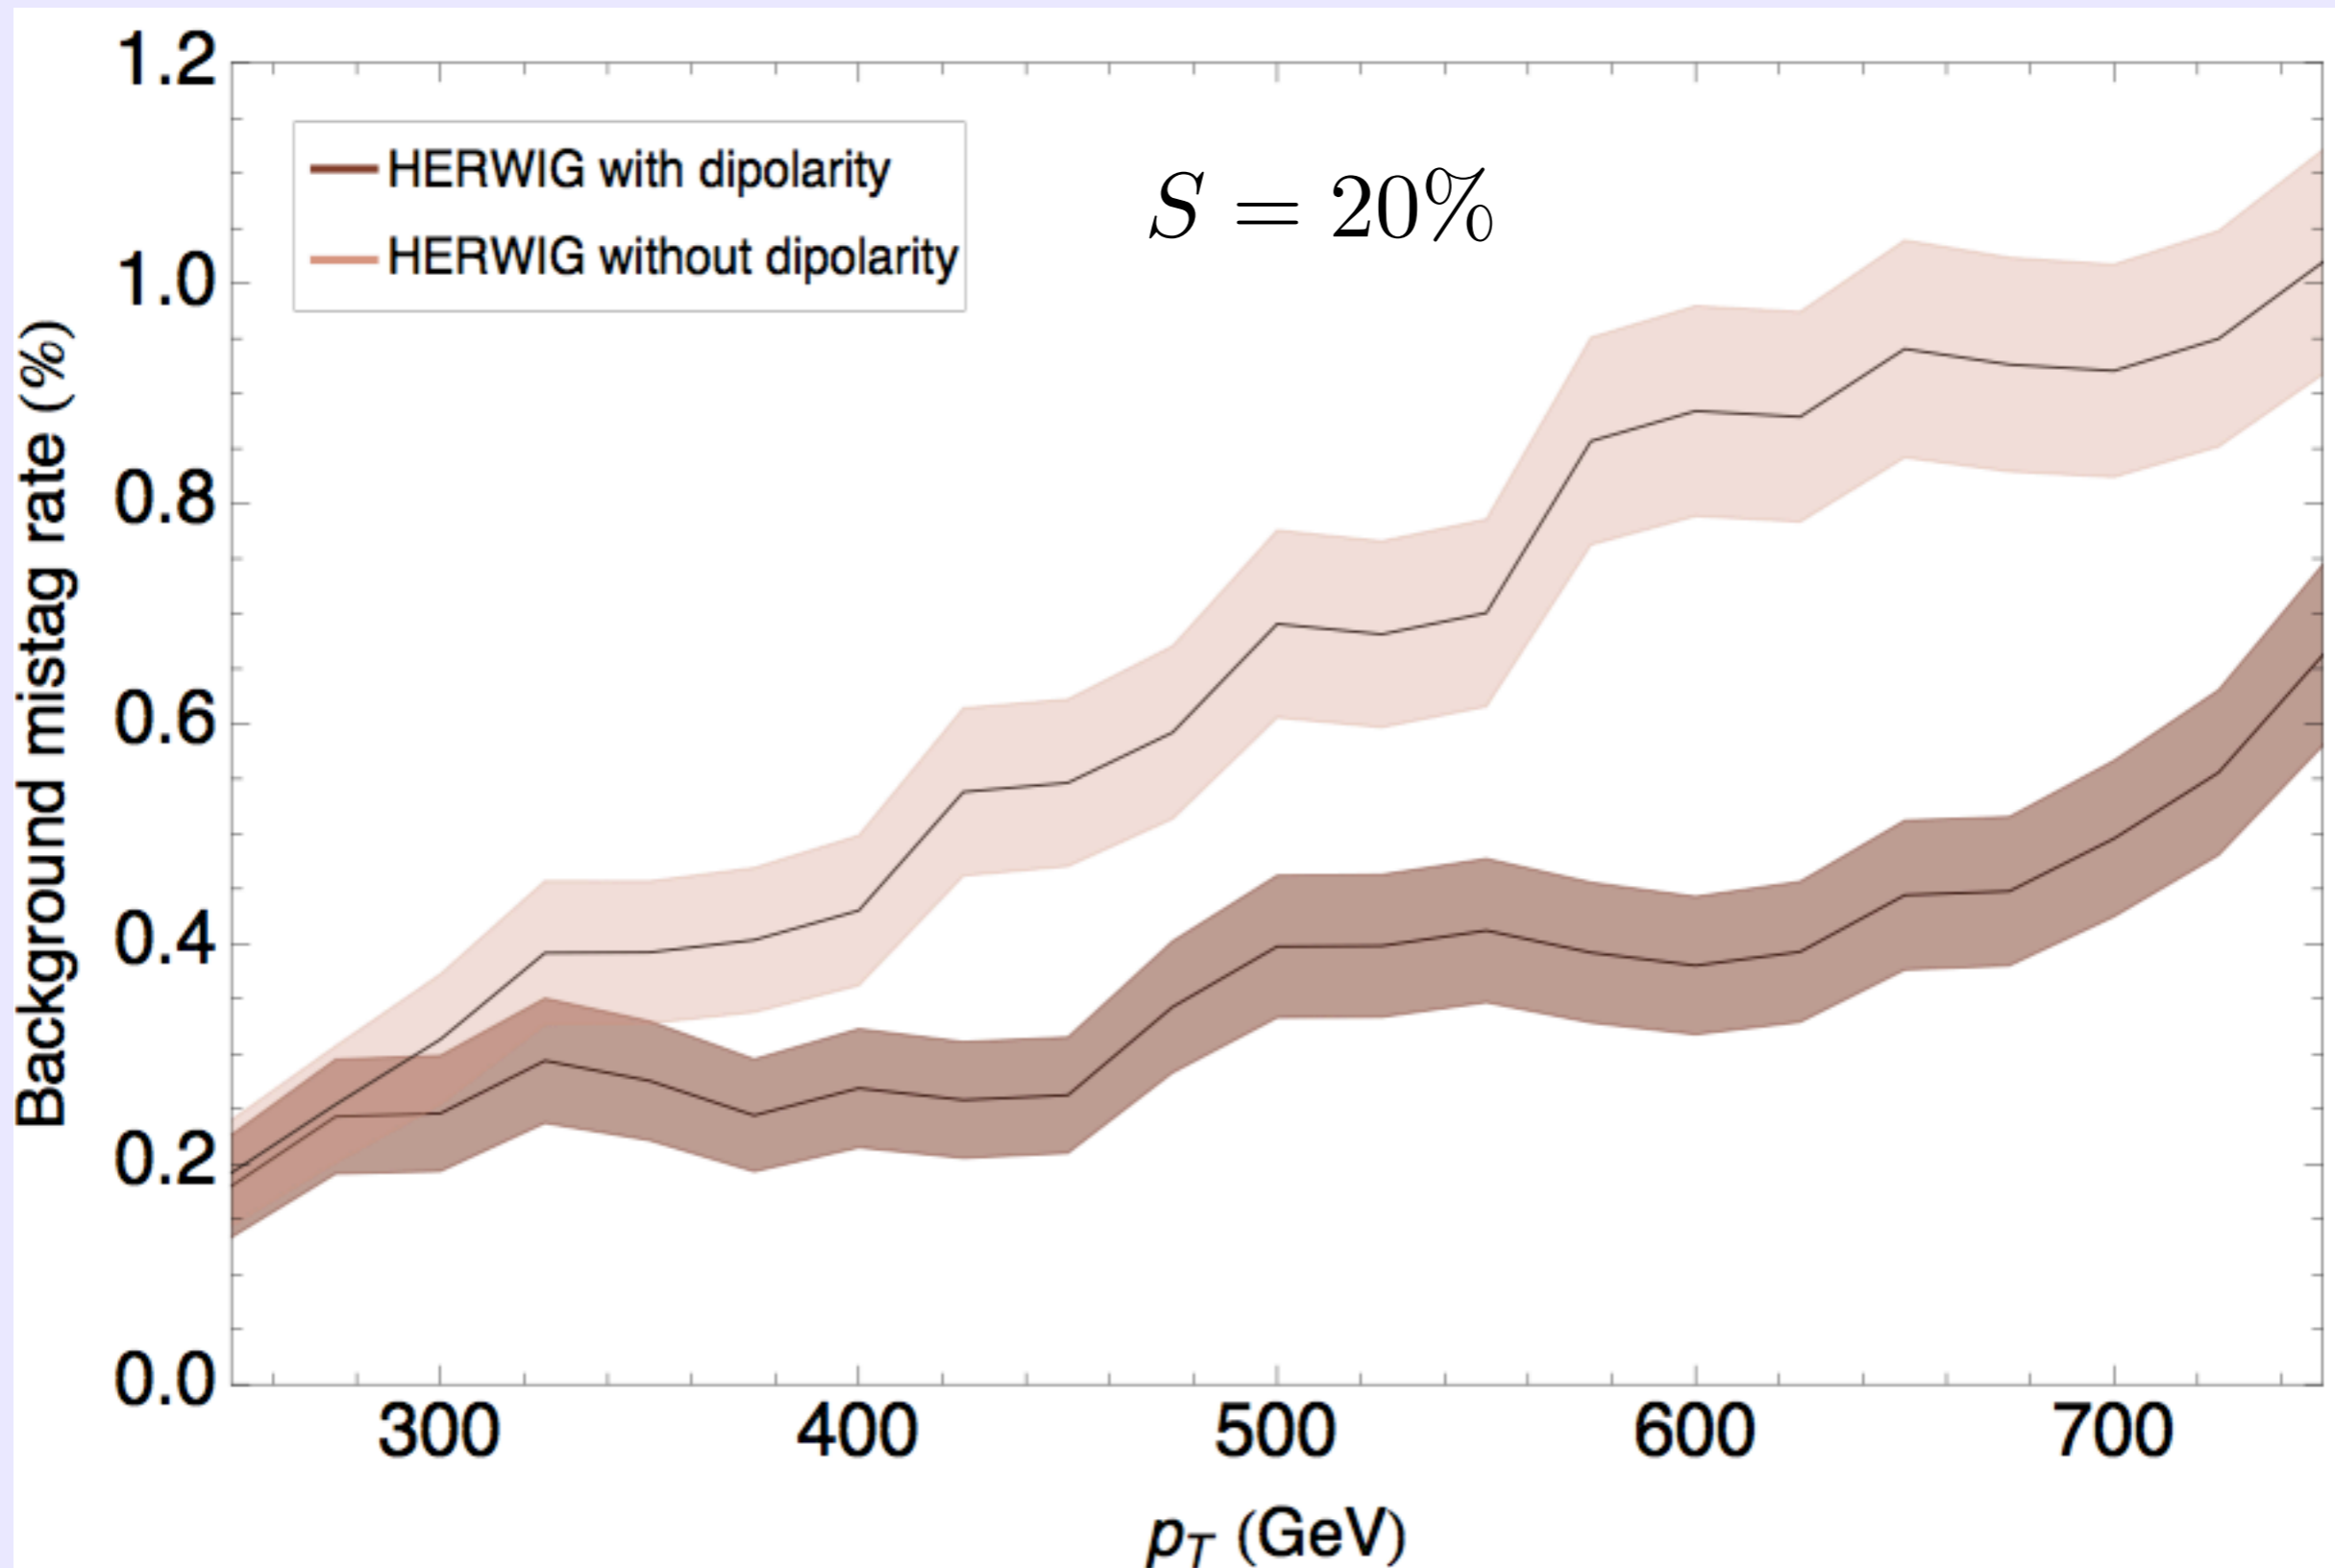 1.2
1.0
0.8
0.6
0.4
0.2
0.0
Background mistag rate (%)
HERWIG with dipolarity
HERWIG without dipolarity
S = 20%
300 400 500 600 700
p_T (GeV)